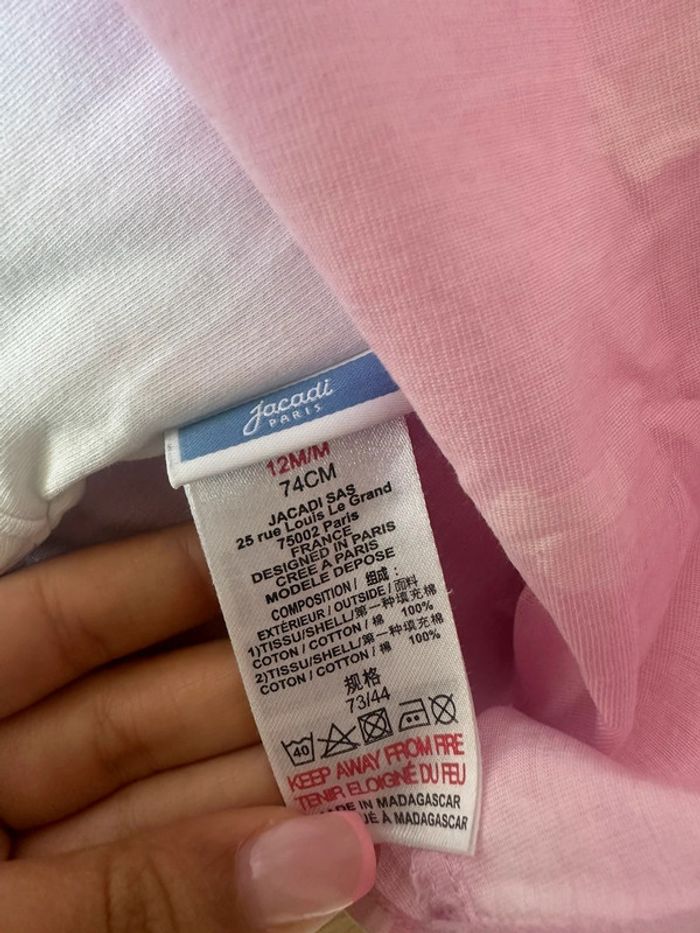 Jacadi
PARIS
12M/M
74CM
JACADI SAS
25 rue Louis Le Grand
75002 Paris
FRANCE
DESIGNED IN PARIS
CREE A PARIS
MODELE DEPOSE
COMPOSITION / 组成 :
EXTÉRIEUR / OUTSIDE / 面料
1)TISSU/SHELL/第一种填充棉
COTON / COTTON / 棉 100%
2)TISSU/SHELL/第一种填充棉
COTON / COTTON / 棉 100%
规格
73/44
40
KEEP AWAY FROM FIRE
TENIR ELOIGNÉ DU FEU
MADE IN MADAGASCAR
À MADAGASCAR